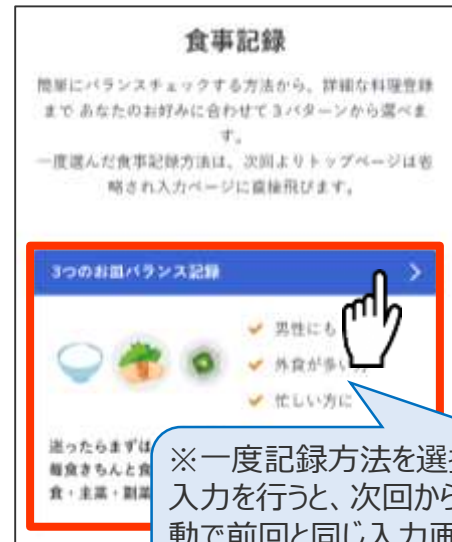 食事記録
簡単にバランスチェックする方法から、詳細な料理登録
まで あなたのお好みに合わせて3パターンから選べま
す。
一度選んだ食事記録方法は、次回よりトップページは省
略され入力ページに直接飛びます。
3つのお皿バランス記録
男性にも
外食が多い
忙しい方に
迷ったらまずは
毎食きちんと食
食・主菜・副菜
※一度記録方法を選
入力を行うと、次回から
動で前回と同じ入力画